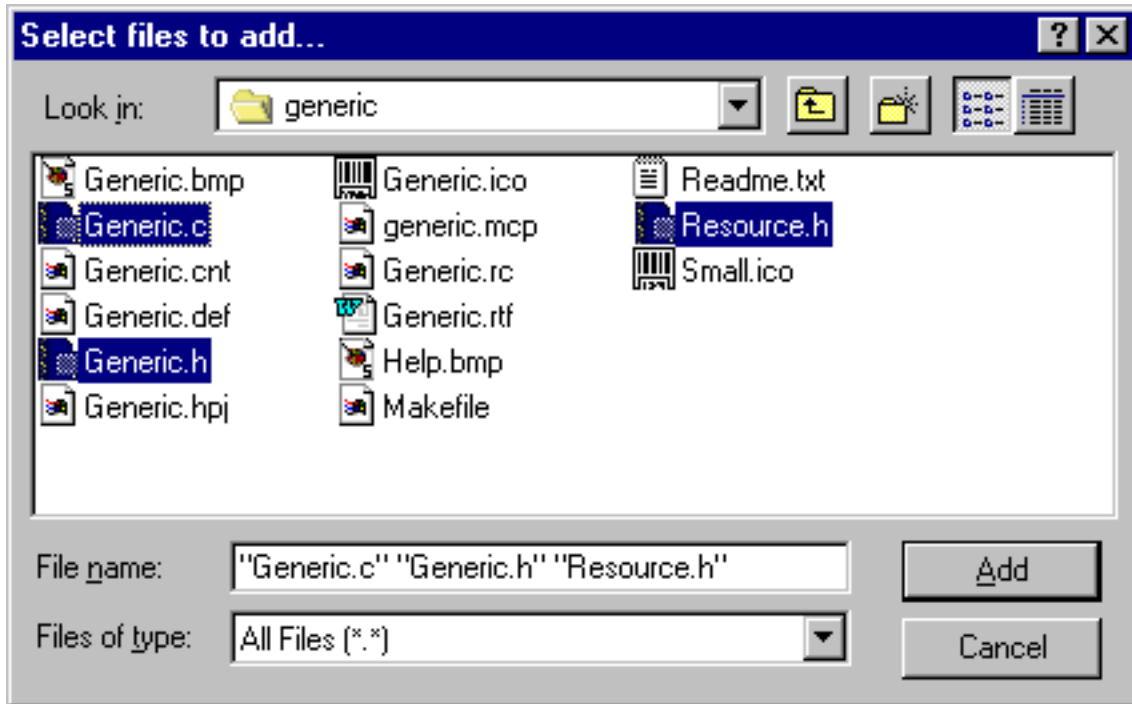 Select files to add...
Look in: generic
Generic.bmp Generic.ico Readme.txt
Generic.c generic.mcp Resource.h
Generic.cnt Generic.rc Small.ico
Generic.def Generic.rtf
Generic.h Help.bmp
Generic.hpj Makefile
File name: "Generic.c" "Generic.h" "Resource.h" Add
Files of type: All Files (*.*) Cancel